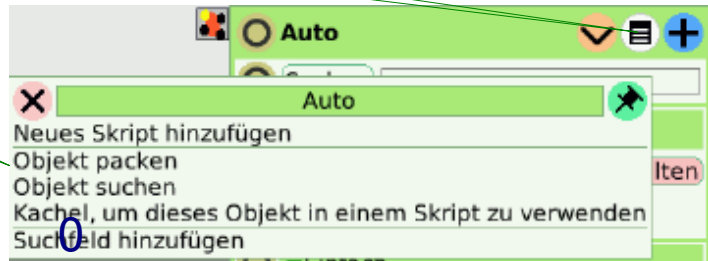 Auto
Auto
Neues Skript hinzufügen
Objekt packen
lten
Objekt suchen
Kachel, um dieses Objekt in einem Skript zu verwenden
0
Suchfeld hinzufügen